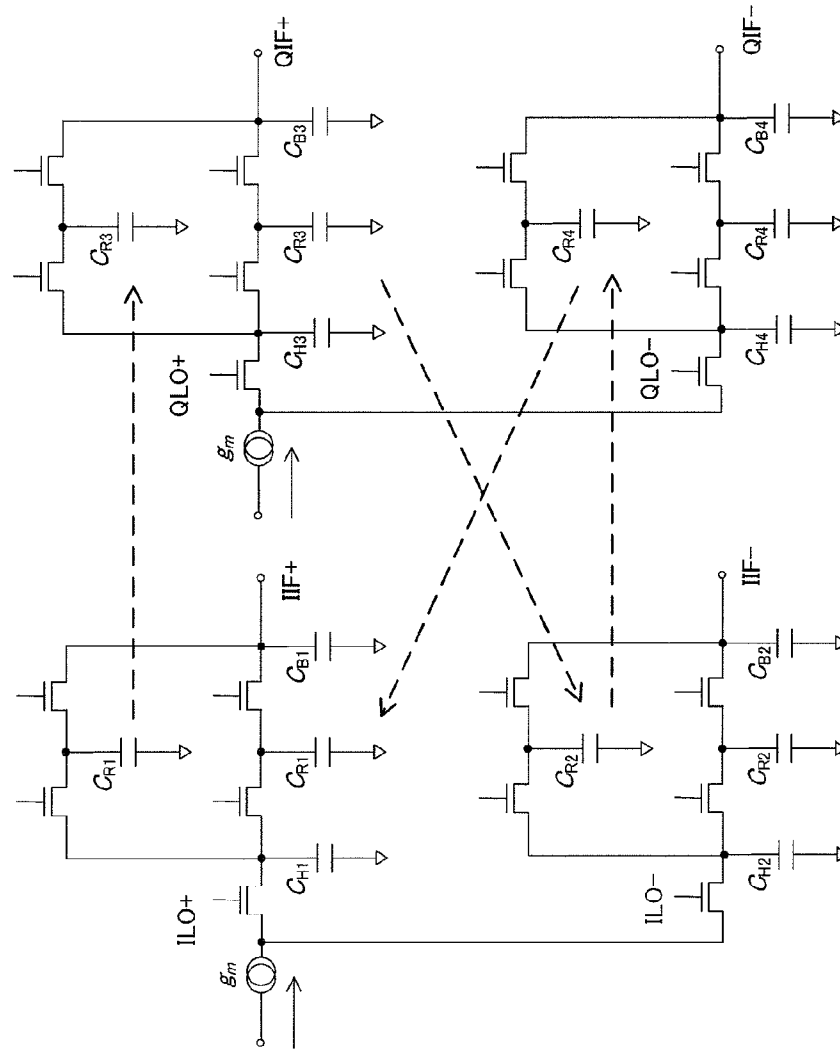 QIF+
C_B3
C_R3
C_R3
C_H3
QLO+
g_m
QIF-
C_B4
C_R4
C_R4
C_H4
QLO-
IIF+
C_B1
C_R1
C_R1
C_H1
ILO+
g_m
IIF-
C_B2
C_R2
C_R2
C_H2
ILO-